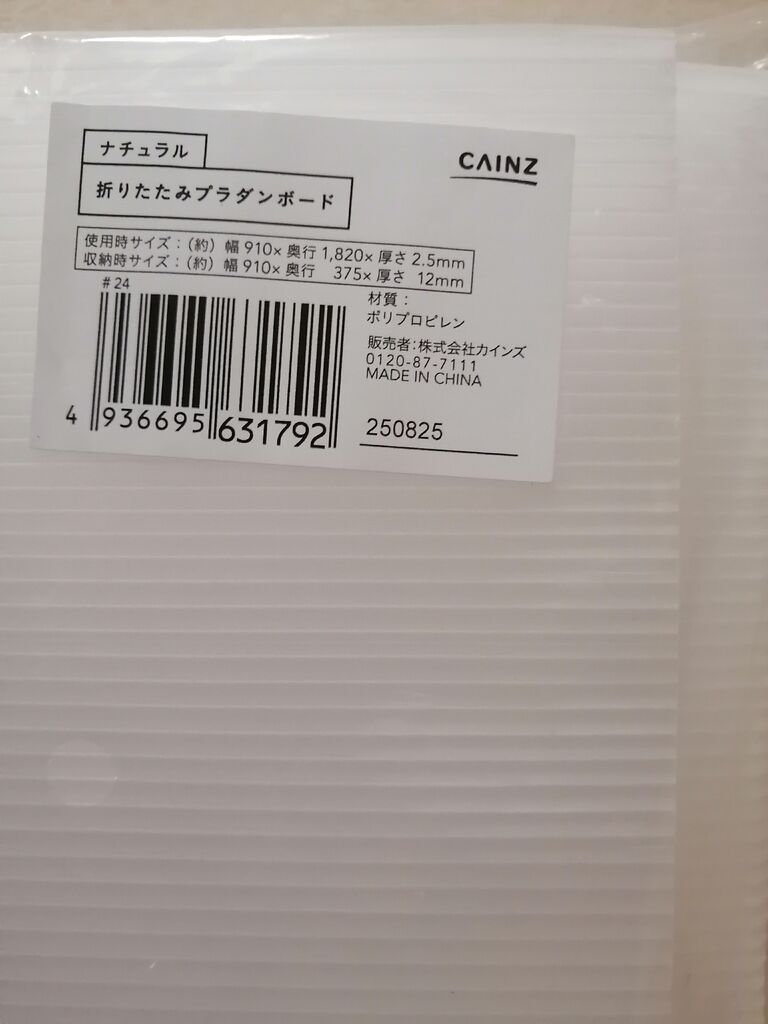 ナチュラル
CAINZ
折りたたみプラダンボード
使用時サイズ：（約）幅 910× 奥行 1,820× 厚さ 2.5mm
収納時サイズ：（約）幅 910× 奥行 375× 厚さ 12mm
#24
材質：
ポリプロピレン
販売者：株式会社カインズ
0120-87-7111
MADE IN CHINA
4 936695 631792
250825